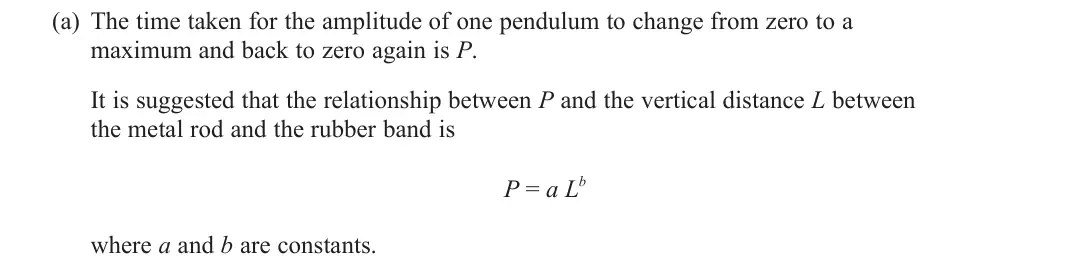 (a) The time taken for the amplitude of one pendulum to change from zero to a
maximum and back to zero again is P.
It is suggested that the relationship between P and the vertical distance L between
the metal rod and the rubber band is
P = a Lᵇ
where a and b are constants.